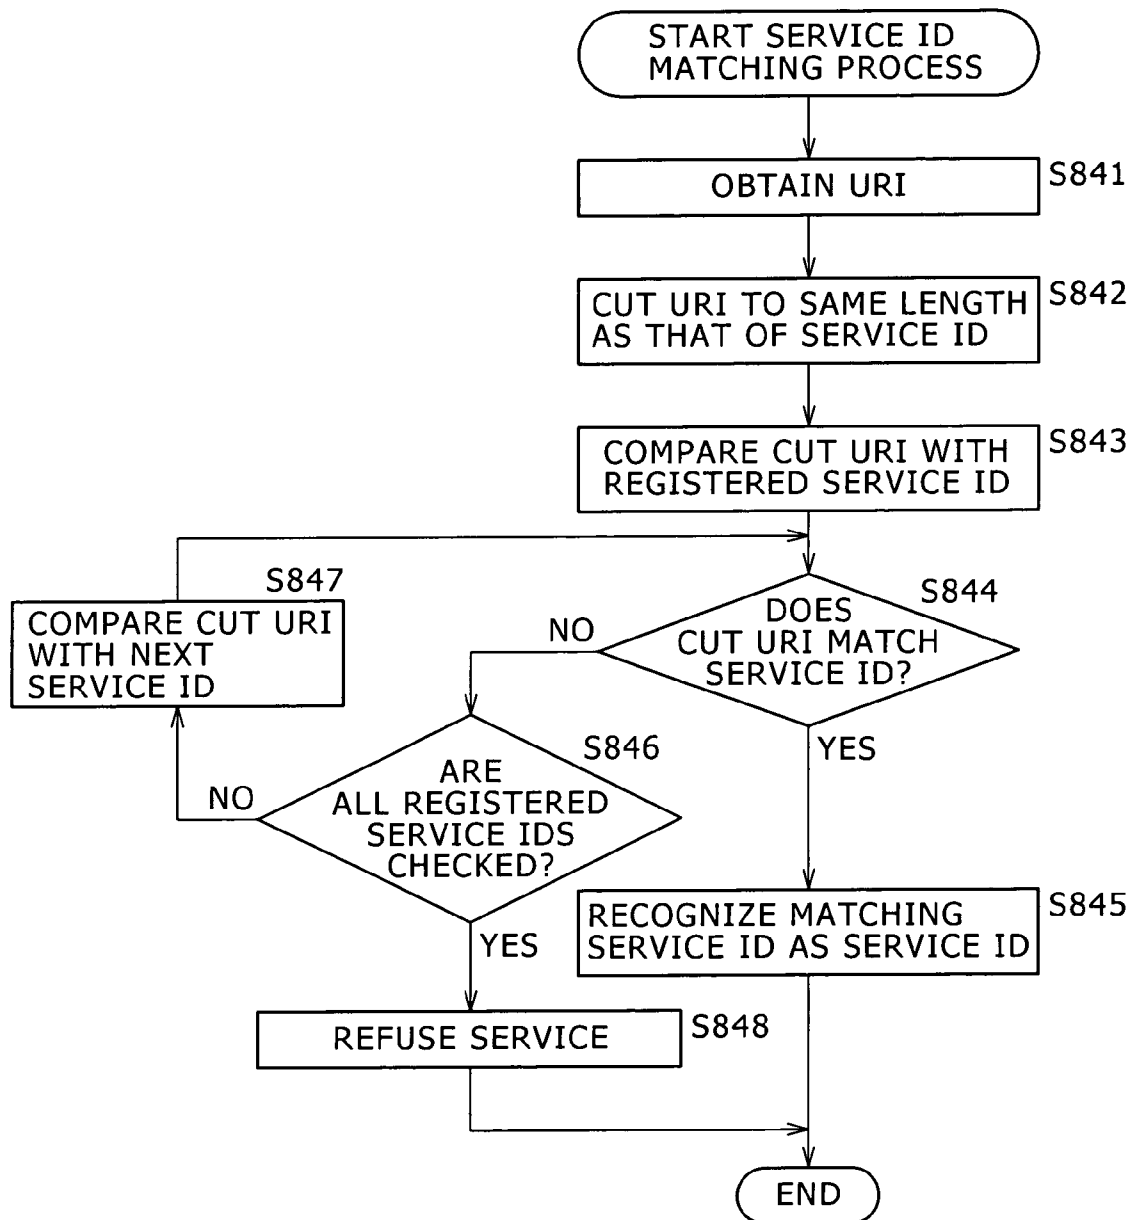 START SERVICE ID
MATCHING PROCESS
OBTAIN URI
S841
CUT URI TO SAME LENGTH
AS THAT OF SERVICE ID
S842
COMPARE CUT URI WITH
REGISTERED SERVICE ID
S843
S847
COMPARE CUT URI
WITH NEXT
SERVICE ID
S844
DOES
CUT URI MATCH
SERVICE ID?
NO
YES
S846
ARE
ALL REGISTERED
SERVICE IDS
CHECKED?
NO
YES
RECOGNIZE MATCHING
SERVICE ID AS SERVICE ID
S845
REFUSE SERVICE
S848
END